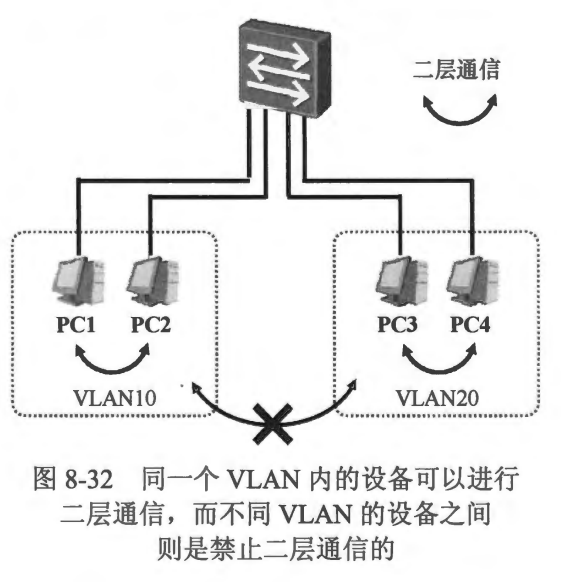 二层通信
PC1
PC2
PC3
PC4
VLAN10
VLAN20
图 8-32 同一个 VLAN 内的设备可以进行
二层通信，而不同 VLAN 的设备之间
则是禁止二层通信的